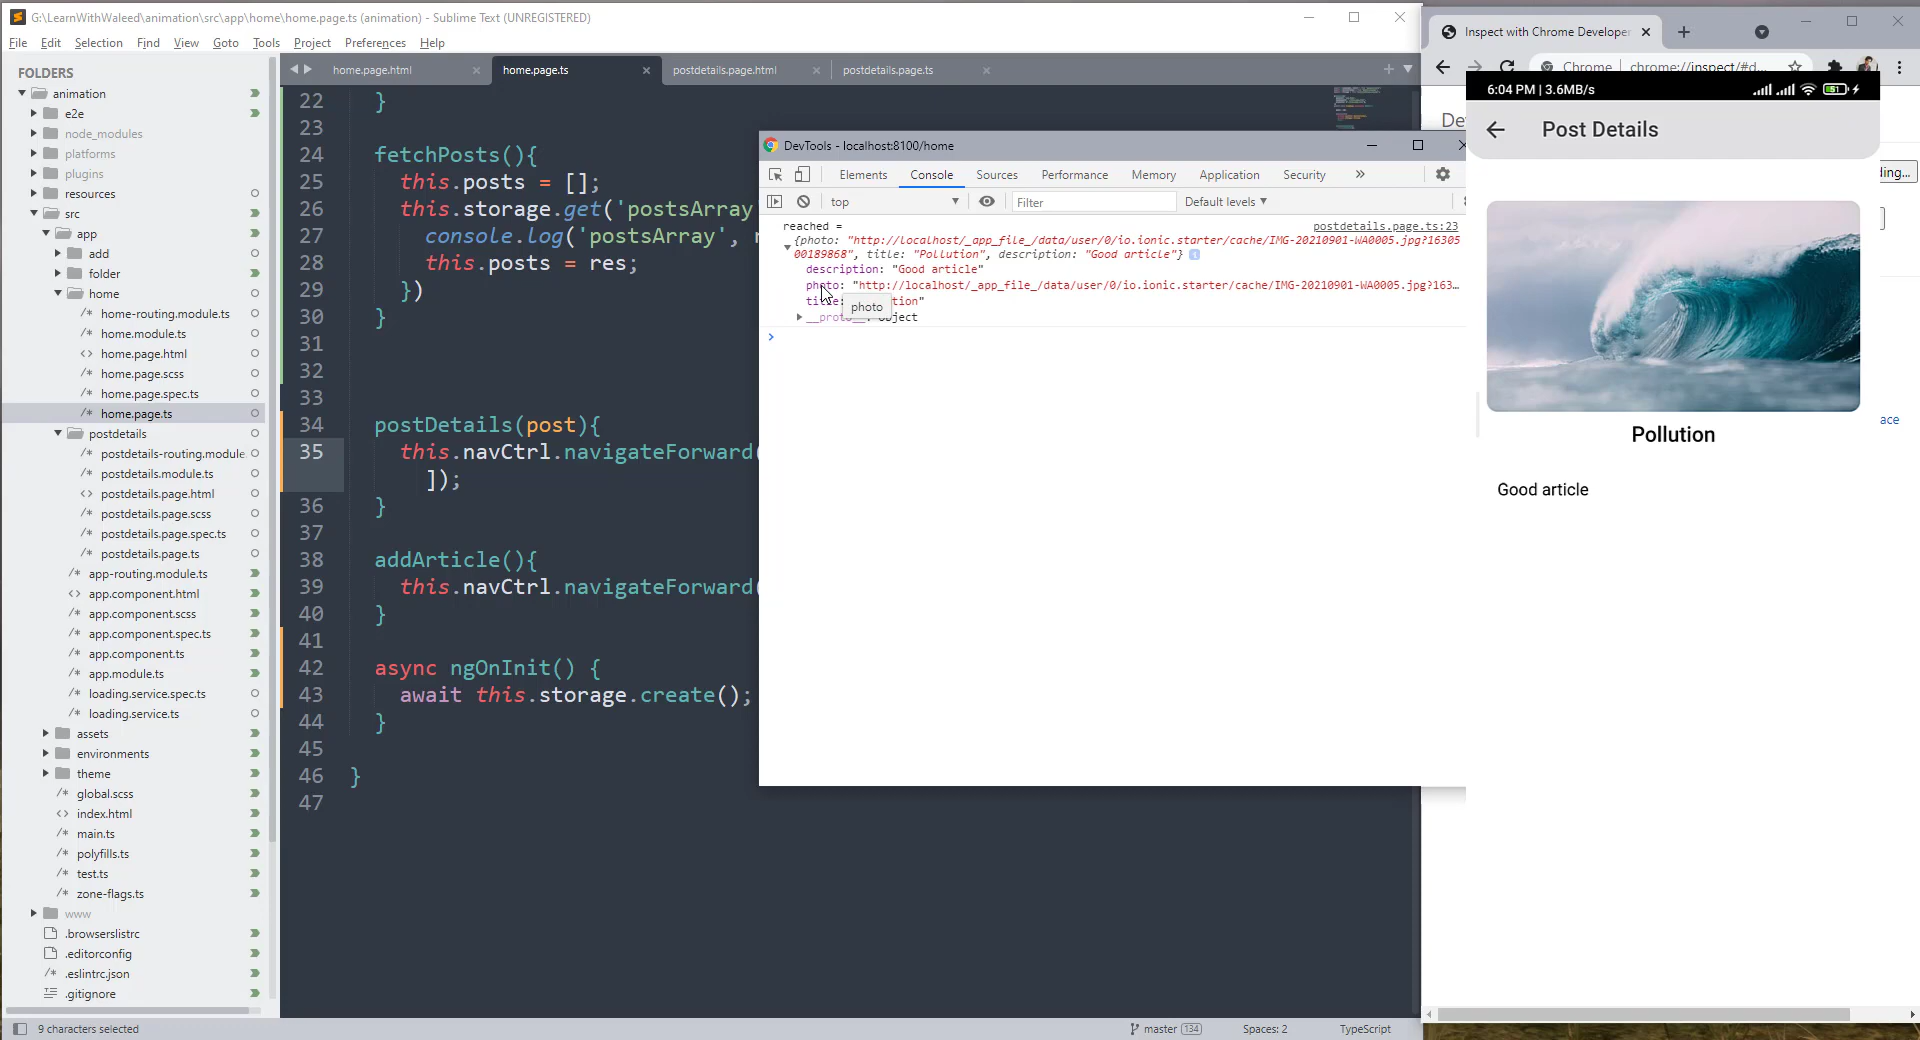 G:\LearnWithWaleed\animation\src\app\home\home.page.ts (animation) - Sublime Text (UNREGISTERED)
File Edit Selection Find View Goto Tools Project Preferences Help
FOLDERS
animation
e2e
node_modules
platforms
plugins
resources
src
app
add
folder
home
/* home-routing.module.ts
/* home.module.ts
<> home.page.html
/* home.page.scss
/* home.page.spec.ts
/* home.page.ts
postdetails
/* postdetails-routing.module
/* postdetails.module.ts
<> postdetails.page.html
/* postdetails.page.scss
/* postdetails.page.spec.ts
/* postdetails.page.ts
/* app-routing.module.ts
<> app.component.html
/* app.component.scss
/* app.component.spec.ts
/* app.component.ts
/* app.module.ts
/* loading.service.spec.ts
/* loading.service.ts
assets
environments
theme
/* global.scss
<> index.html
/* main.ts
/* polyfills.ts
/* test.ts
/* zone-flags.ts
www
.browserslistrc
.editorconfig
/* .eslintrc.json
.gitignore
home.page.html home.page.ts postdetails.page.html postdetails.page.ts
22 }
23
24 fetchPosts(){
25 this.posts = [];
26 this.storage.get('postsArray
27 console.log('postsArray',
28 this.posts = res;
29 })
30 }
31
32
33
34 postDetails(post){
35 this.navCtrl.navigateForward(
]);
36 }
37
38 addArticle(){
39 this.navCtrl.navigateForward(
40 }
41
42 async ngOnInit() {
43 await this.storage.create();
44 }
45
46 }
47
9 characters selected
master 134 Spaces: 2 TypeScript
DevTools - localhost:8100/home
Elements Console Sources Performance Memory Application Security »
top Filter Default levels
reached = postdetails.page.ts:23
{photo: "http://localhost/_app_file_/data/user/0/io.ionic.starter/cache/IMG-20210901-WA0005.jpg?16305
00189868", title: "Pollution", description: "Good article"} i
description: "Good article"
photo: "http://localhost/_app_file_/data/user/0/io.ionic.starter/cache/IMG-20210901-WA0005.jpg?163…
title: tion"
photo
__proto__: Object
>
Inspect with Chrome Developer
Chrome chrome://inspect/#d
De
ing...
ace
6:04 PM | 3.6MB/s 51
Post Details
Pollution
Good article